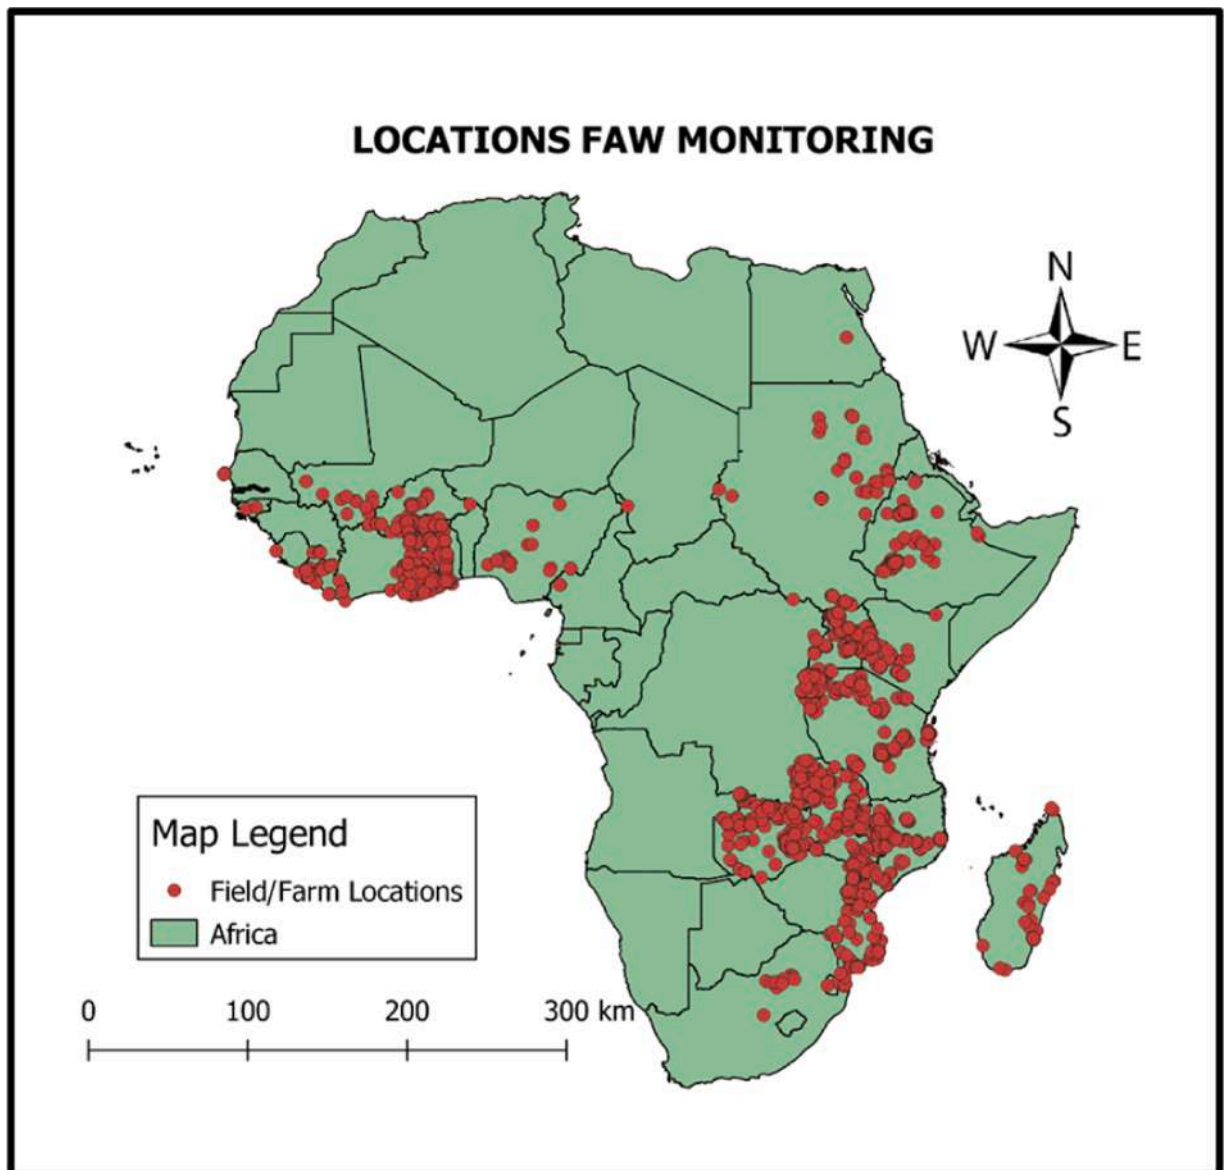 LOCATIONS FAW MONITORING
N
W E
S
Map Legend
Field/Farm Locations
Africa
0 100 200 300 km